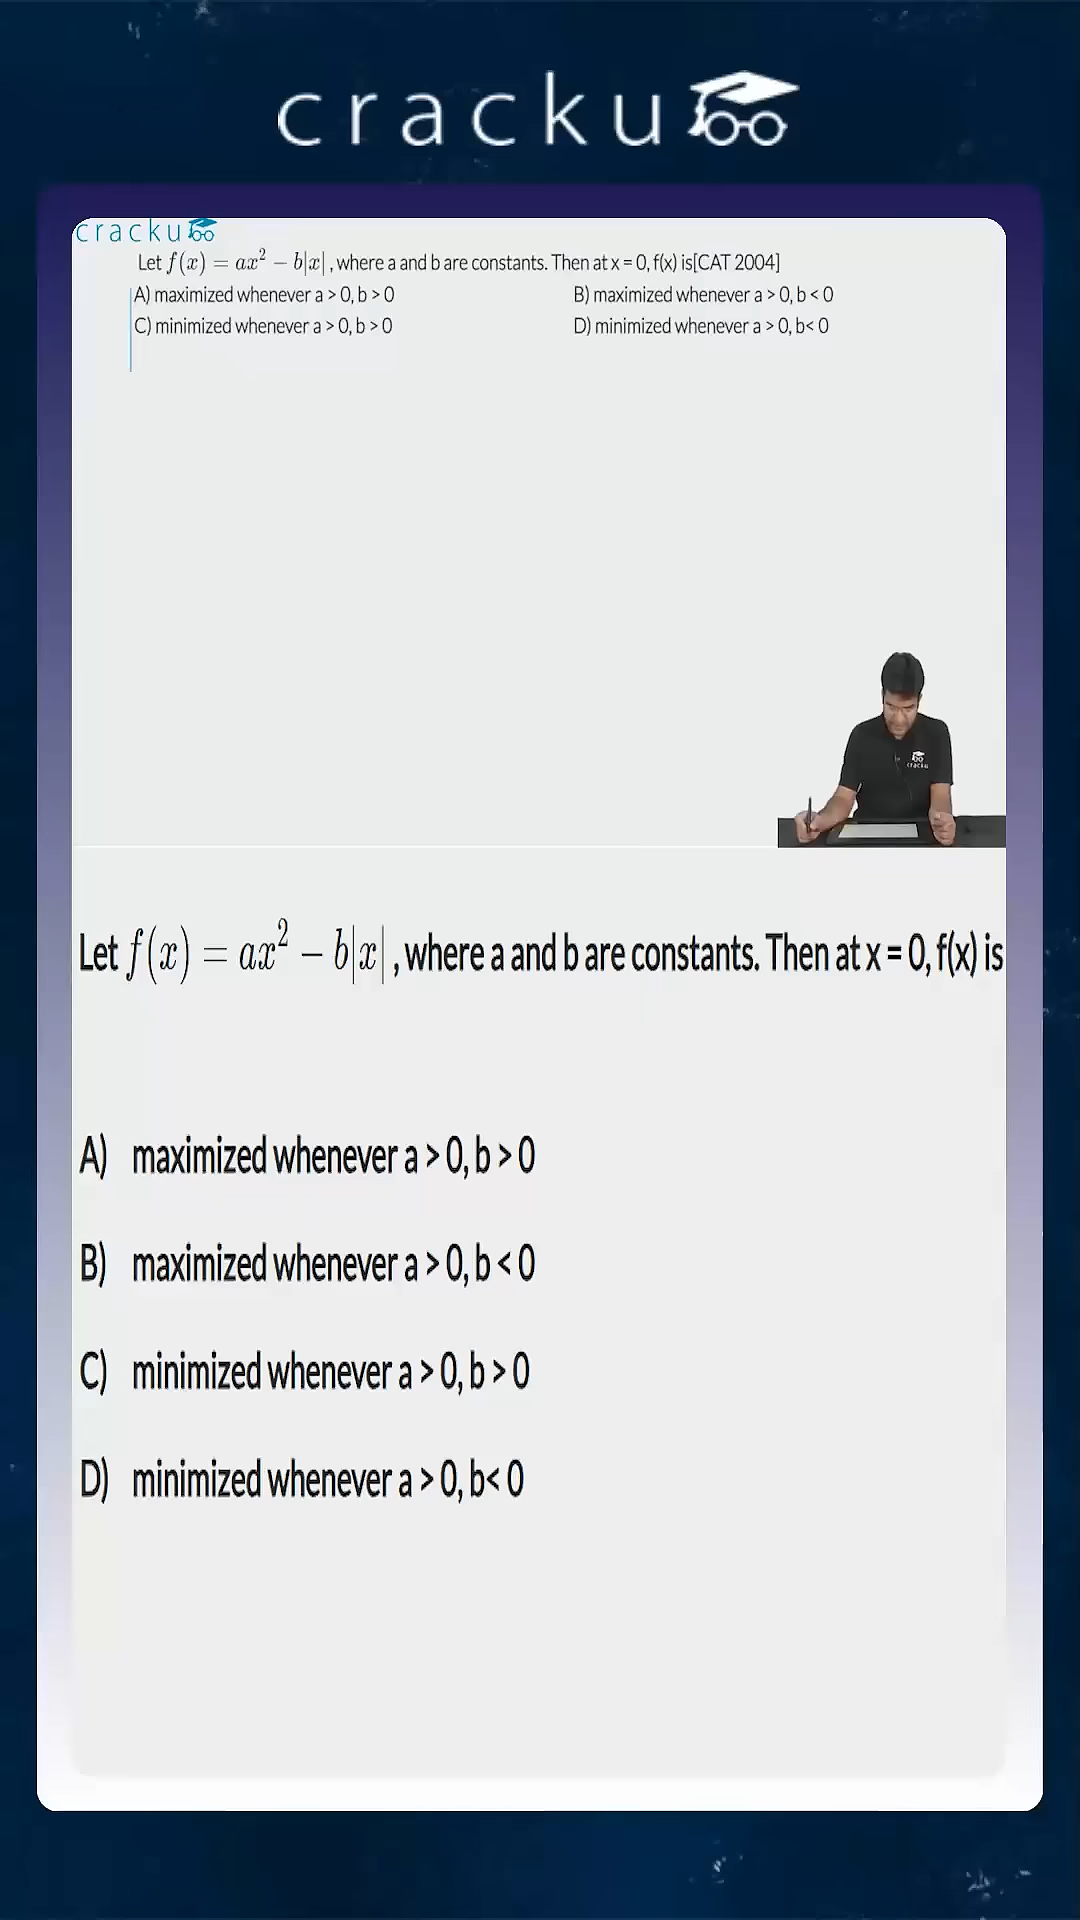 cracku
cracku
Let f(x) = ax² − b|x| , where a and b are constants. Then at x = 0, f(x) is[CAT 2004]
A) maximized whenever a > 0, b > 0
B) maximized whenever a > 0, b < 0
C) minimized whenever a > 0, b > 0
D) minimized whenever a > 0, b< 0
cracku
Let f(x) = ax² − b|x| , where a and b are constants. Then at x = 0, f(x) is
A) maximized whenever a > 0, b > 0
B) maximized whenever a > 0, b < 0
C) minimized whenever a > 0, b > 0
D) minimized whenever a > 0, b< 0